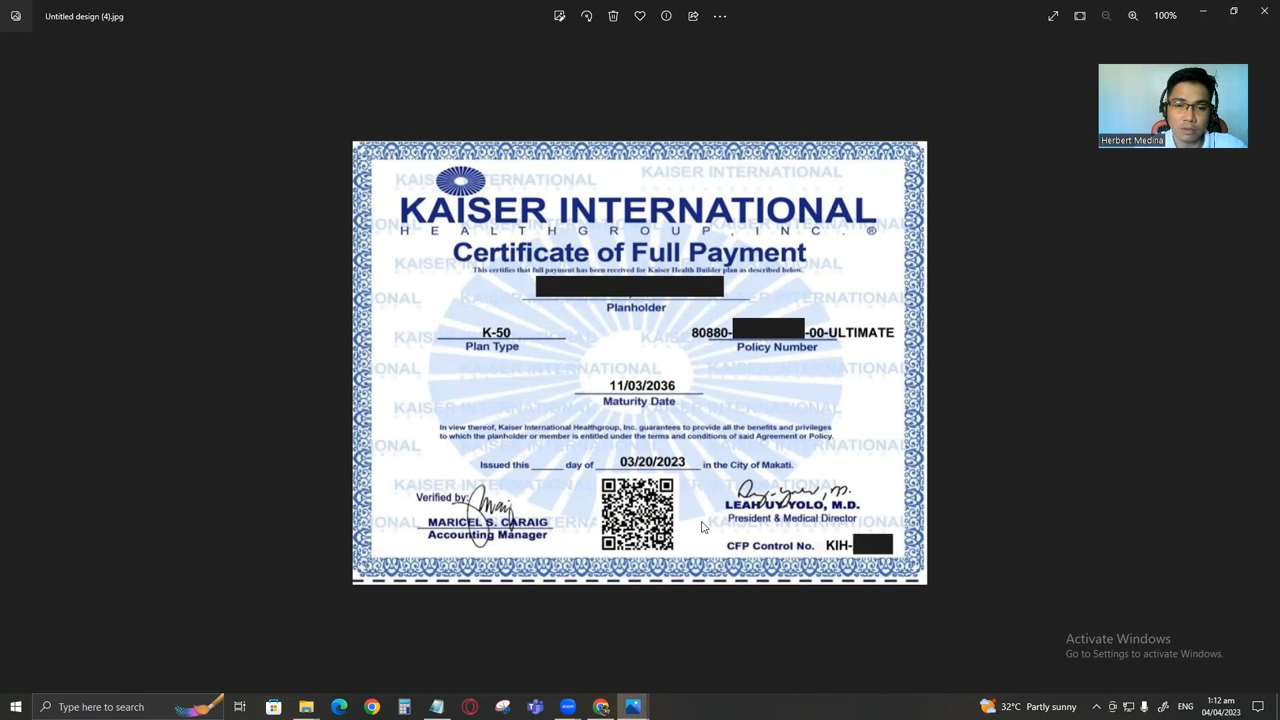 Untitled design (4).jpg
100%
Herbert Medina
KAISER INTERNATIONAL
HEALTHGROUP, INC.®
Certificate of Full Payment
This certifies that full payment has been received for Kaiser Health Builder plan as described below.
Planholder
K-50
Plan Type
80880-
-00-ULTIMATE
Policy Number
11/03/2036
Maturity Date
In view thereof, Kaiser International Healthgroup, Inc. guarantees to provide all the benefits and privileges
to which the planholder or member is entitled under the terms and conditions of said Agreement or Policy.
Issued this _____ day of 03/20/2023 in the City of Makati.
Verified by:
MARICEL S. CARAIG
Accounting Manager
LEAH UY YOLO, M.D.
President & Medical Director
CFP Control No. KIH-
Activate Windows
Go to Settings to activate Windows.
Type here to search
zoom
32°C Partly sunny
ENG
1:12 am
04/04/2023